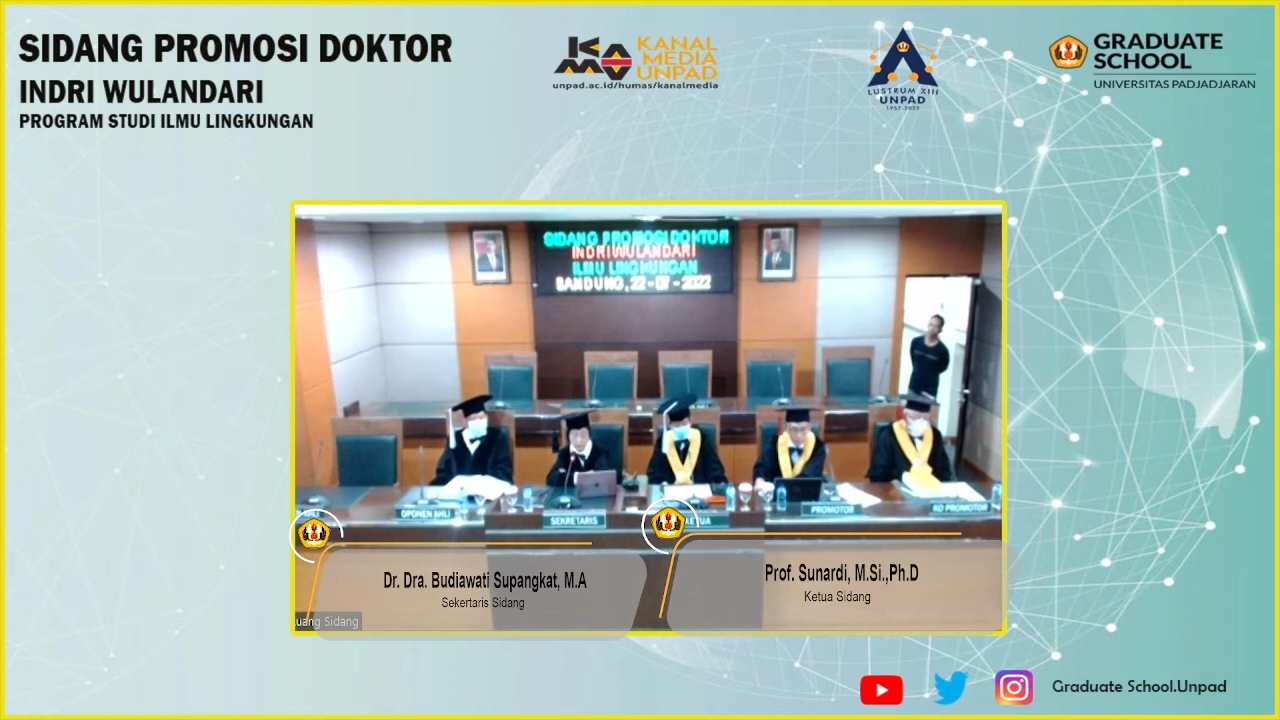 SIDANG PROMOSI DOKTOR
INDRI WULANDARI
PROGRAM STUDI ILMU LINGKUNGAN
KANAL
MEDIA
UNPAD
unpad.ac.id/humas/kanalmedia
LUSTRUM XIII
UNPAD
1957-2022
GRADUATE
SCHOOL
UNIVERSITAS PADJADJARAN
SIDANG PROMOSI DOKTOR
INDRI WULANDARI
ILMU LINGKUNGAN
BANDUNG, 22 - 07 - 2022
AHLI
OPONEN AHLI
SEKRETARIS
KETUA
PROMOTOR
KO PROMOTOR
Dr. Dra. Budiawati Supangkat, M.A
Sekertaris Sidang
Prof. Sunardi, M.Si.,Ph.D
Ketua Sidang
uang Sidang
Graduate School.Unpad